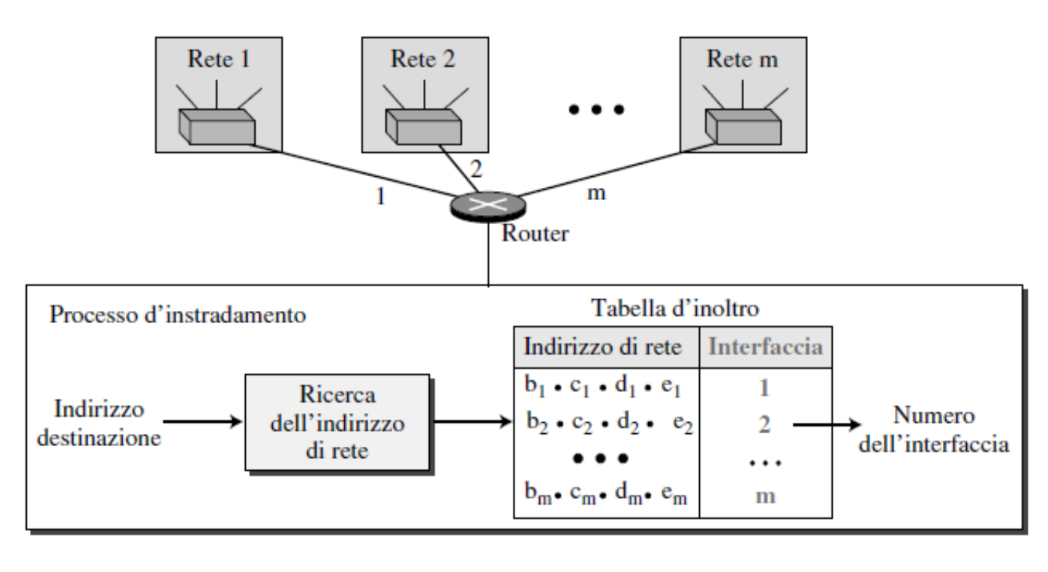 Rete 1
Rete 2
Rete m
1
2
m
Router
Processo d'instradamento
Tabella d'inoltro
Indirizzo di rete Interfaccia
Indirizzo
destinazione
Ricerca
dell'indirizzo
di rete
b₁ • c₁ • d₁ • e₁ 1
b₂ • c₂ • d₂ • e₂ 2
• • • ...
bₘ • cₘ • dₘ • eₘ m
Numero
dell'interfaccia